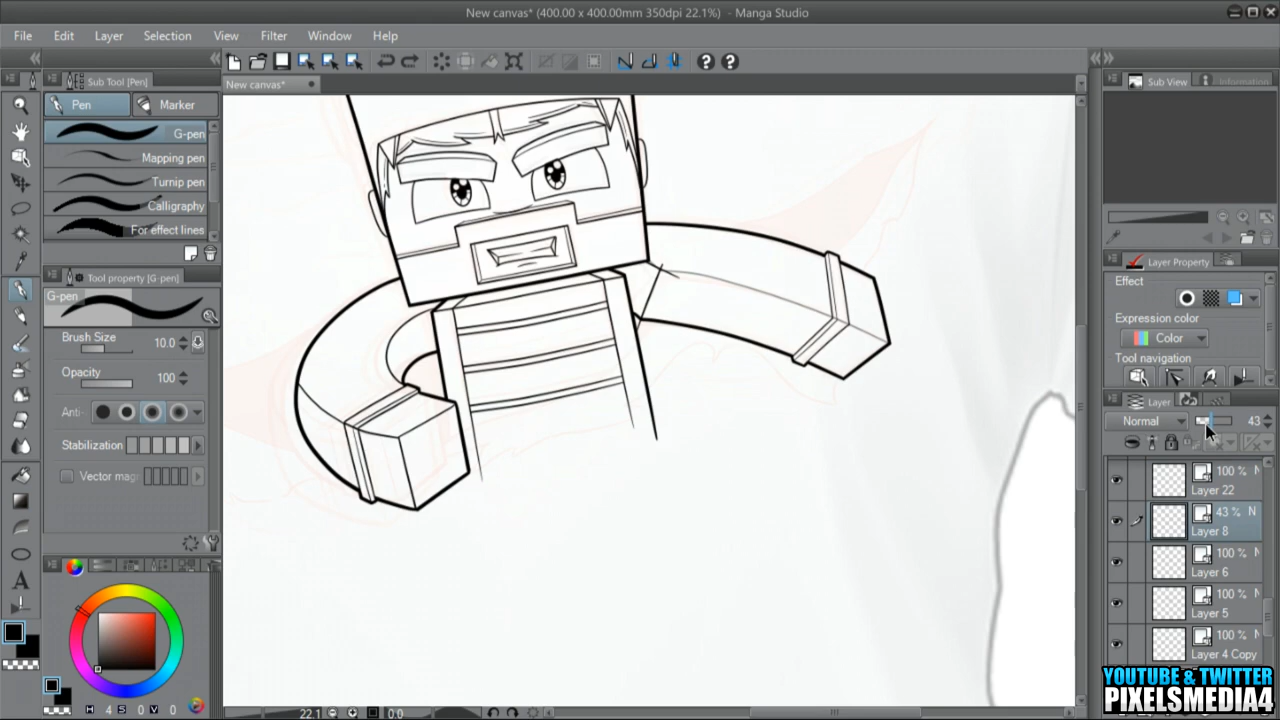 New canvas* (400.00 x 400.00mm 350dpi 22.1%) - Manga Studio
File Edit Layer Selection View Filter Window Help
Sub Tool [Pen]
New canvas*
Sub View Information
Pen Marker
G-pen
Mapping pen
Turnip pen
Calligraphy
For effect lines
Tool property [G-pen]
G-pen
Brush Size 10.0
Opacity 100
Anti-
Stabilization
Vector mag
H 4 S 0 V 0
22.1 0.0
Layer Property
Effect
Expression color
Color
Tool navigation
Layer
Normal 43
100 % N
Layer 22
43 % N
Layer 8
100 % N
Layer 6
100 % N
Layer 5
100 % N
Layer 4 Copy
YOUTUBE & TWITTER
PIXELSMEDIA4